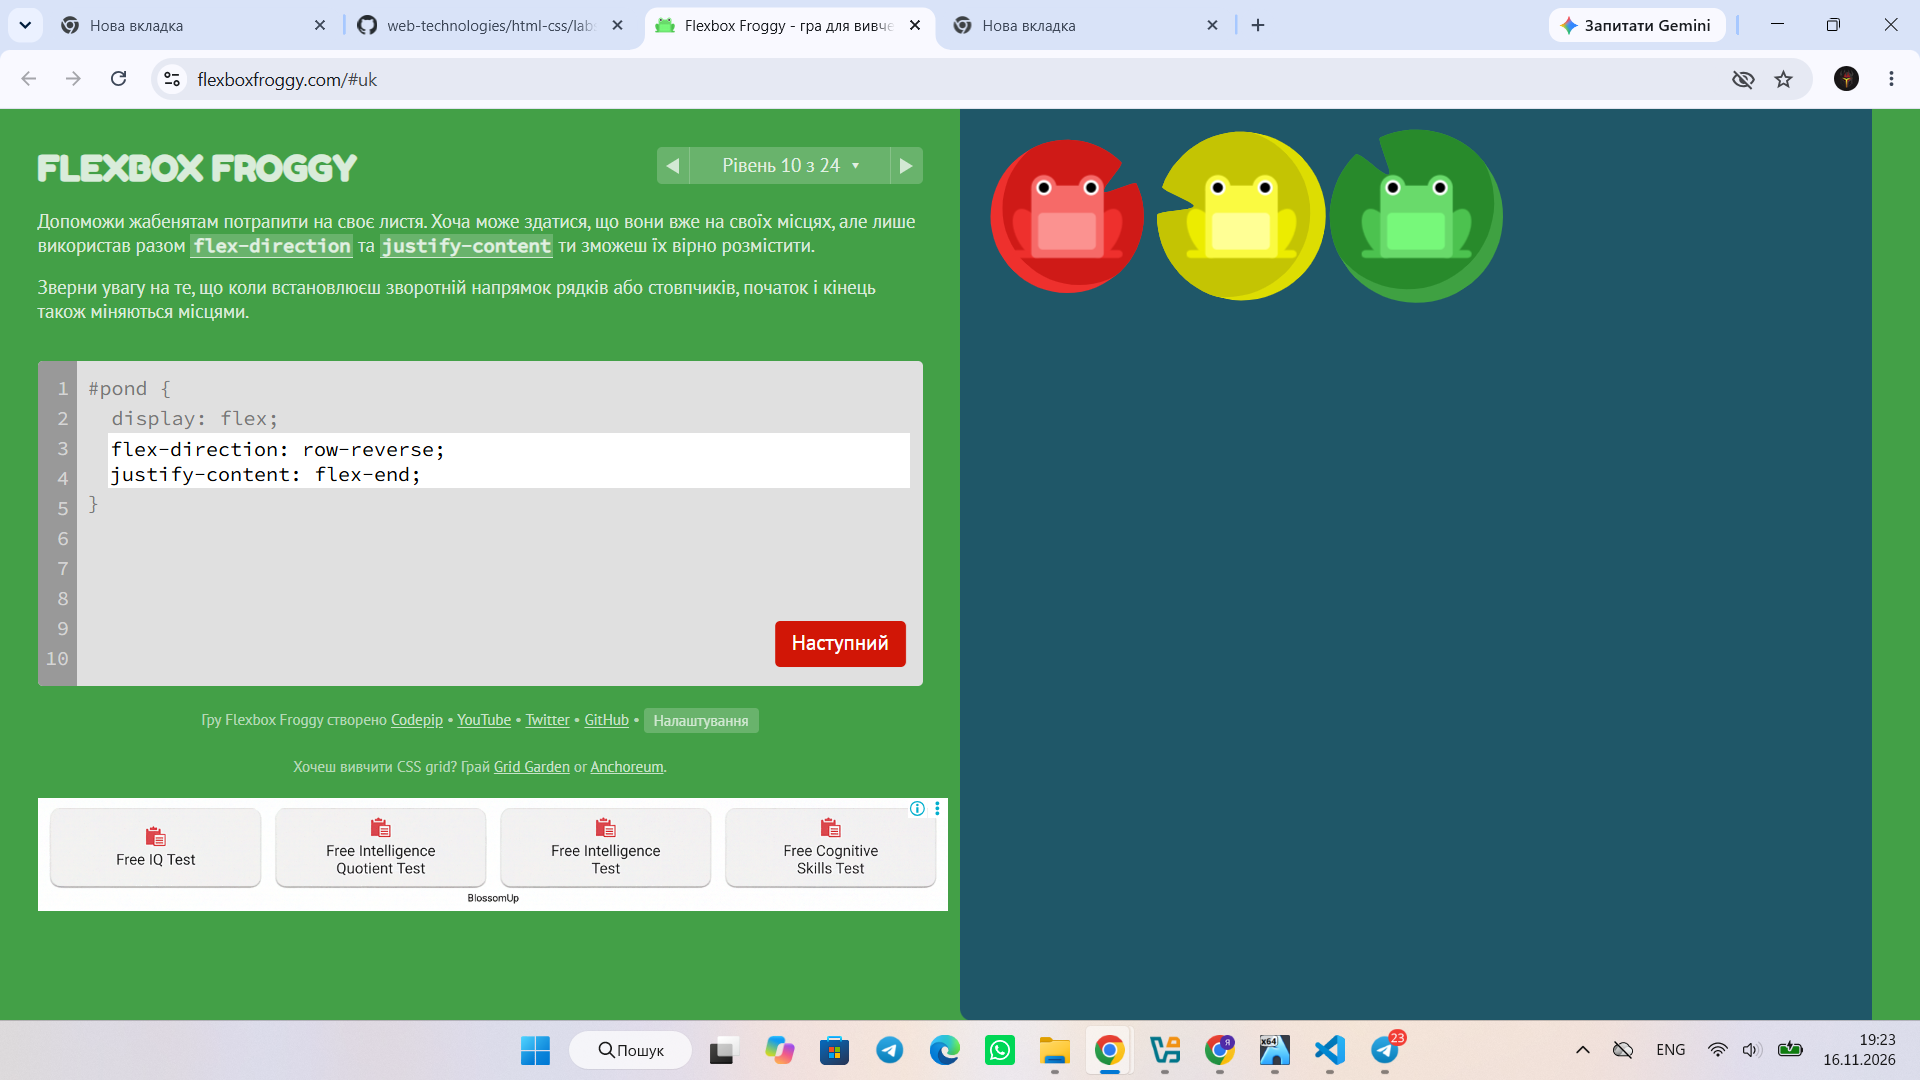 Нова вкладка
web-technologies/html-css/lab
Flexbox Froggy - гра для вивче
Нова вкладка
Запитати Gemini
flexboxfroggy.com/#uk
FLEXBOX FROGGY
Рівень 10 з 24
Допоможи жабенятам потрапити на своє листя. Хоча може здатися, що вони вже на своїх місцях, але лише
використав разом flex-direction та justify-content ти зможеш їх вірно розмістити.
Зверни увагу на те, що коли встановлюєш зворотній напрямок рядків або стовпчиків, початок і кінець
також міняються місцями.
1 #pond {
2 display: flex;
3 flex-direction: row-reverse;
4 justify-content: flex-end;
5 }
6
7
8
9
10
Наступний
Гру Flexbox Froggy створено Codepip • YouTube • Twitter • GitHub • Налаштування
Хочеш вивчити CSS grid? Грай Grid Garden or Anchoreum.
Free IQ Test
Free Intelligence
Quotient Test
Free Intelligence
Test
Free Cognitive
Skills Test
BlossomUp
Пошук
x64
Я
23
ENG
19:23
16.11.2026